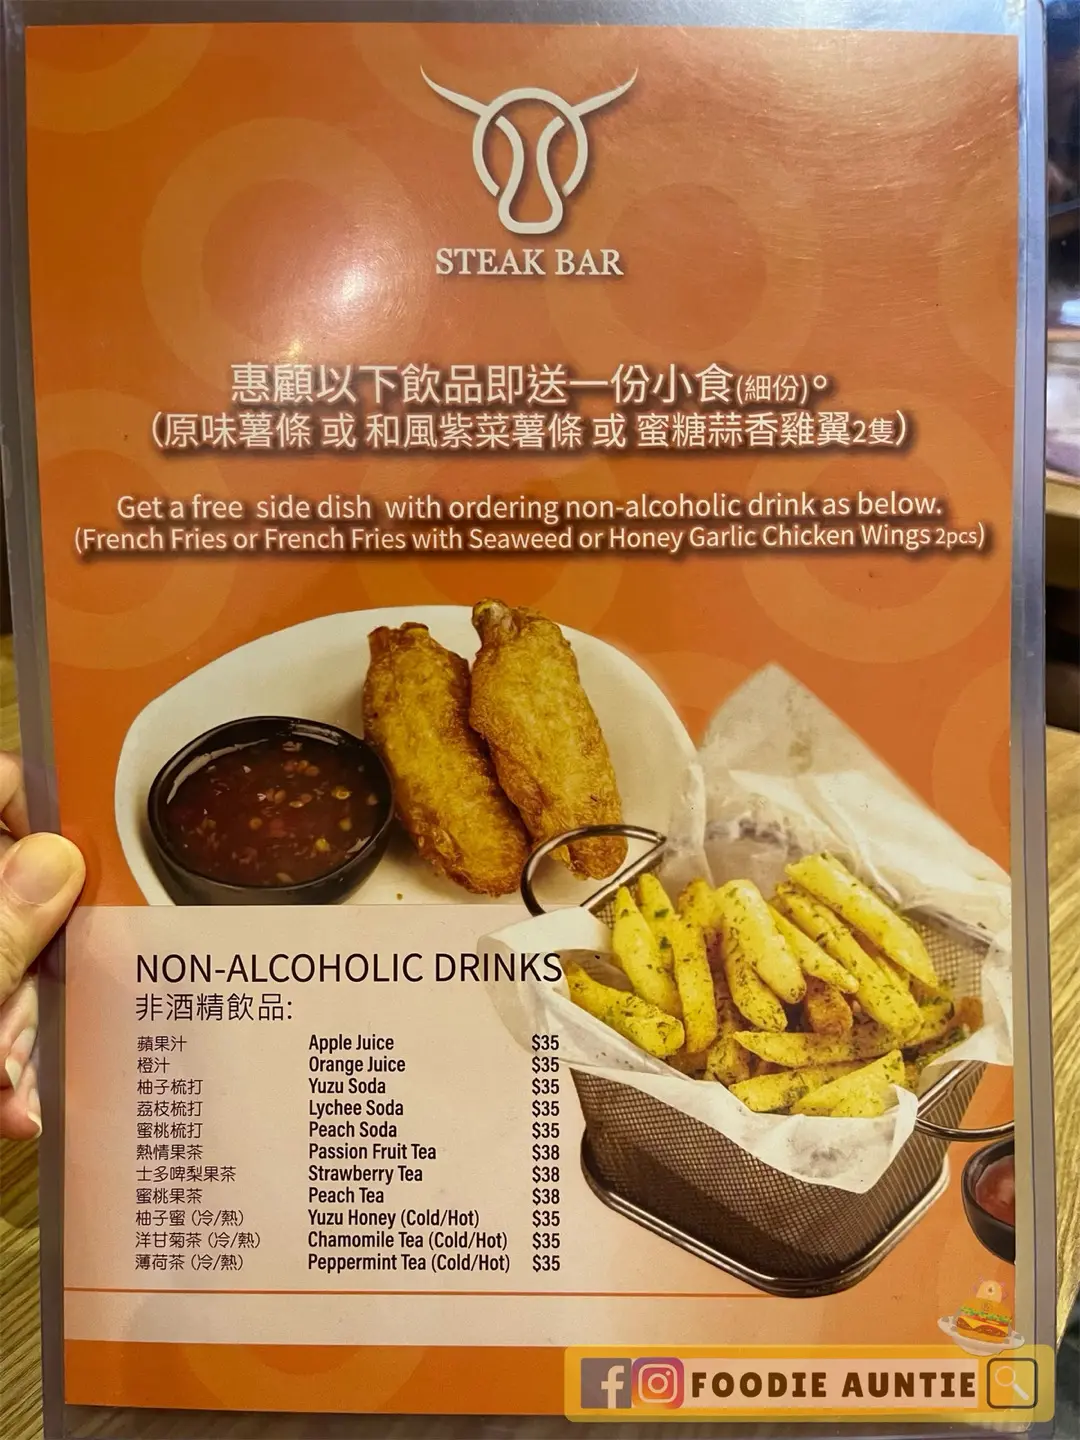 STEAK BAR
惠顧以下飲品即送一份小食(細份)。
（原味薯條 或 和風紫菜薯條 或 蜜糖蒜香雞翼2隻）
Get a free side dish with ordering non-alcoholic drink as below.
(French Fries or French Fries with Seaweed or Honey Garlic Chicken Wings 2pcs)
NON-ALCOHOLIC DRINKS
非酒精飲品:
蘋果汁 Apple Juice $35
橙汁 Orange Juice $35
柚子梳打 Yuzu Soda $35
荔枝梳打 Lychee Soda $35
蜜桃梳打 Peach Soda $35
熱情果茶 Passion Fruit Tea $38
士多啤梨果茶 Strawberry Tea $38
蜜桃果茶 Peach Tea $38
柚子蜜 (冷/熱) Yuzu Honey (Cold/Hot) $35
洋甘菊茶 (冷/熱) Chamomile Tea (Cold/Hot) $35
薄荷茶 (冷/熱) Peppermint Tea (Cold/Hot) $35
FOODIE AUNTIE